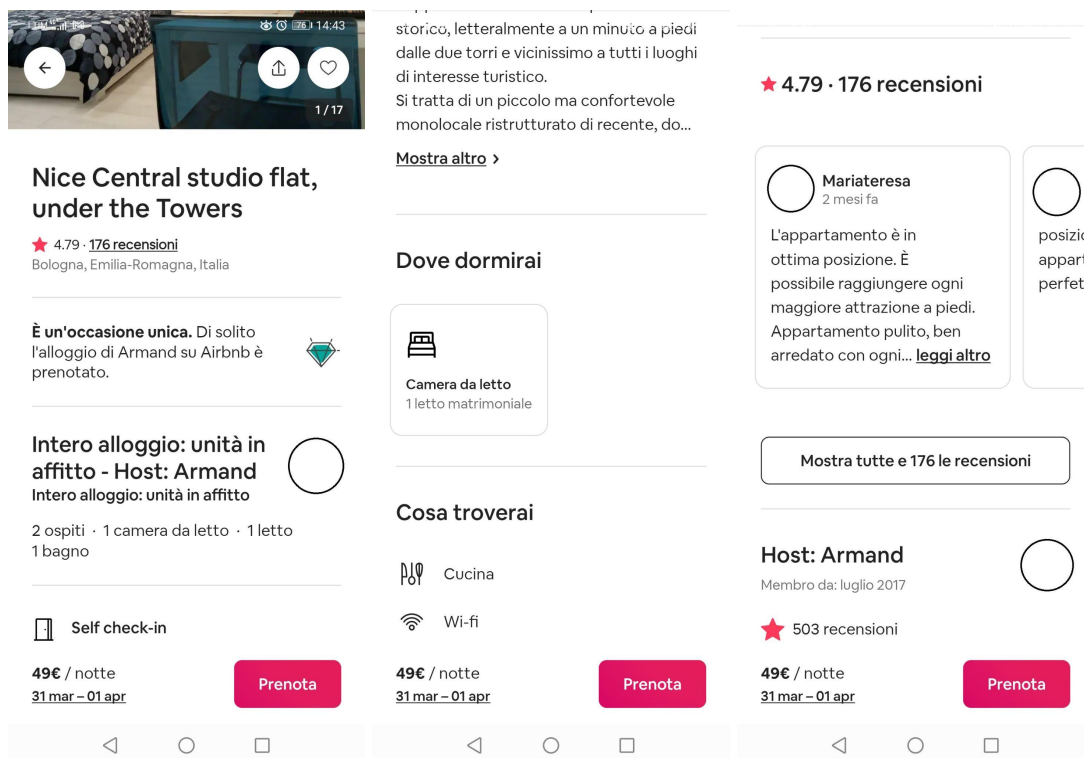 76 14:43
1 / 17
Nice Central studio flat,
under the Towers
4.79 · 176 recensioni
Bologna, Emilia-Romagna, Italia
È un'occasione unica. Di solito
l'alloggio di Armand su Airbnb è
prenotato.
Intero alloggio: unità in
affitto - Host: Armand
Intero alloggio: unità in affitto
2 ospiti · 1 camera da letto · 1 letto
1 bagno
Self check-in
49€ / notte
31 mar – 01 apr
Prenota
storico, letteralmente a un minuto a piedi
dalle due torri e vicinissimo a tutti i luoghi
di interesse turistico.
Si tratta di un piccolo ma confortevole
monolocale ristrutturato di recente, do...
Mostra altro
Dove dormirai
Camera da letto
1 letto matrimoniale
Cosa troverai
Cucina
Wi-fi
49€ / notte
31 mar – 01 apr
Prenota
4.79 · 176 recensioni
Mariateresa
2 mesi fa
L'appartamento è in
ottima posizione. È
possibile raggiungere ogni
maggiore attrazione a piedi.
Appartamento pulito, ben
arredato con ogni... leggi altro
posizio
appart
perfet
Mostra tutte e 176 le recensioni
Host: Armand
Membro da: luglio 2017
503 recensioni
49€ / notte
31 mar – 01 apr
Prenota